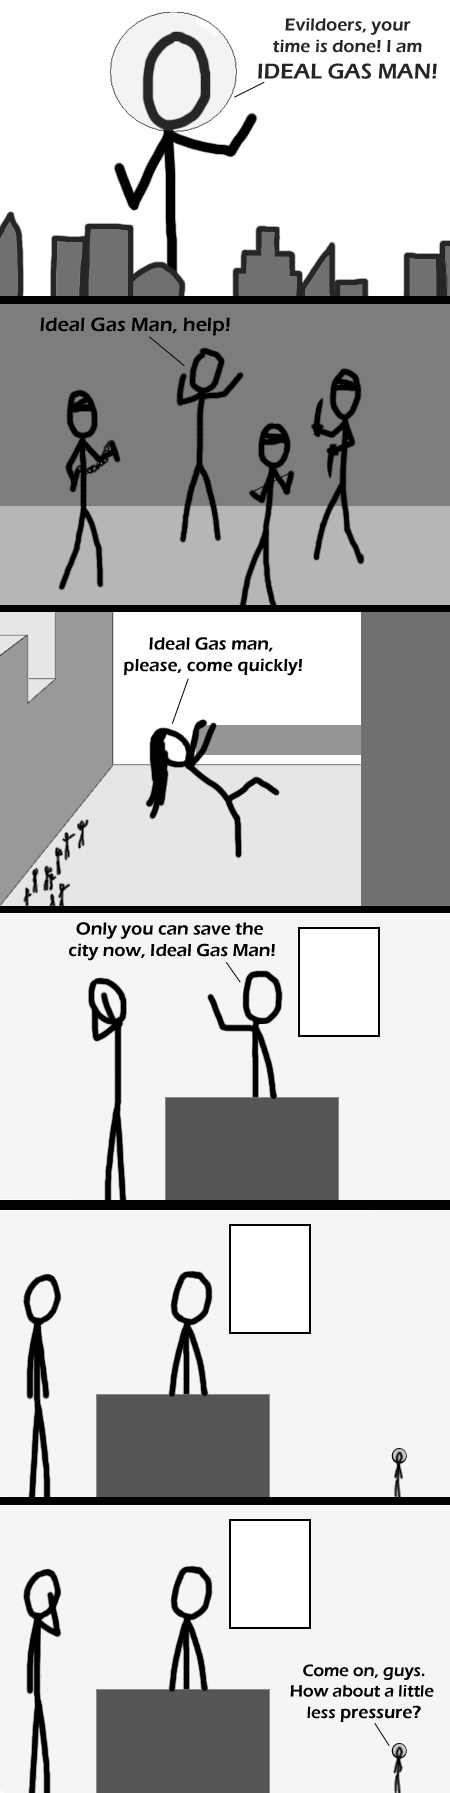 Evildoers, your
time is done! I am
IDEAL GAS MAN!
Ideal Gas Man, help!
Ideal Gas man,
please, come quickly!
Only you can save the
city now, Ideal Gas Man!
Come on, guys.
How about a little
less pressure?